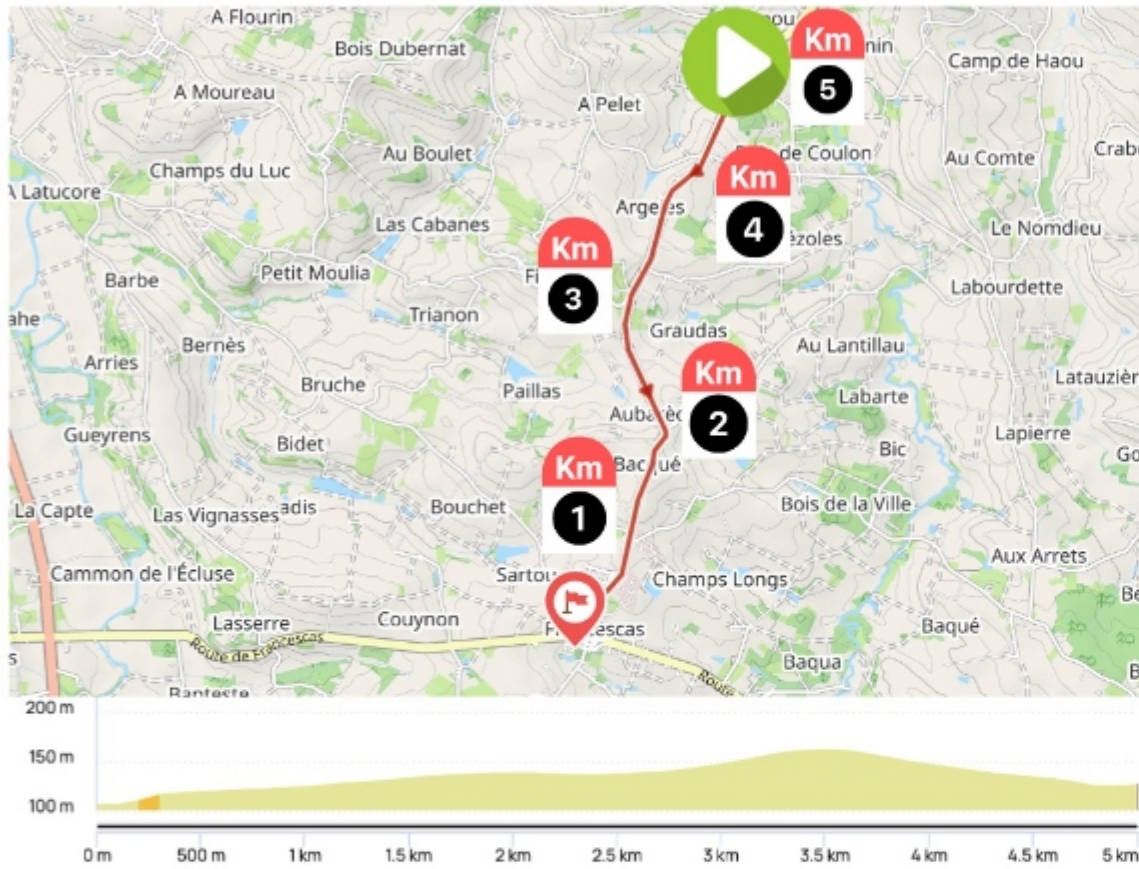 A Flourin
Bois Dubernat
Km
5
Camp de Haou
A Moureau
A Pelet
Au Boulet
de Coulon
Au Comte
Champs du Luc
A Latucore
Km
4
Argeles
Las Cabanes
Le Nomdieu
Km
3
Barbe
Petit Moulia
Labourdette
Trianon
Graudas
Bernès
Au Lantillau
Arries
Km
2
Bruche
Paillas
Labarte
Gueyrens
Bidet
Lapierre
Bic
Km
1
Bacqué
La Capte
Las Vignasses
adis
Bouchet
Bois de la Ville
Aux Arrets
Cammon de l'Écluse
Champs Longs
Lasserre
Couynon
Baqué
Route de Francescas
Baqua
Route
200 m
150 m
100 m
0 m 500 m 1 km 1.5 km 2 km 2.5 km 3 km 3.5 km 4 km 4.5 km 5 km